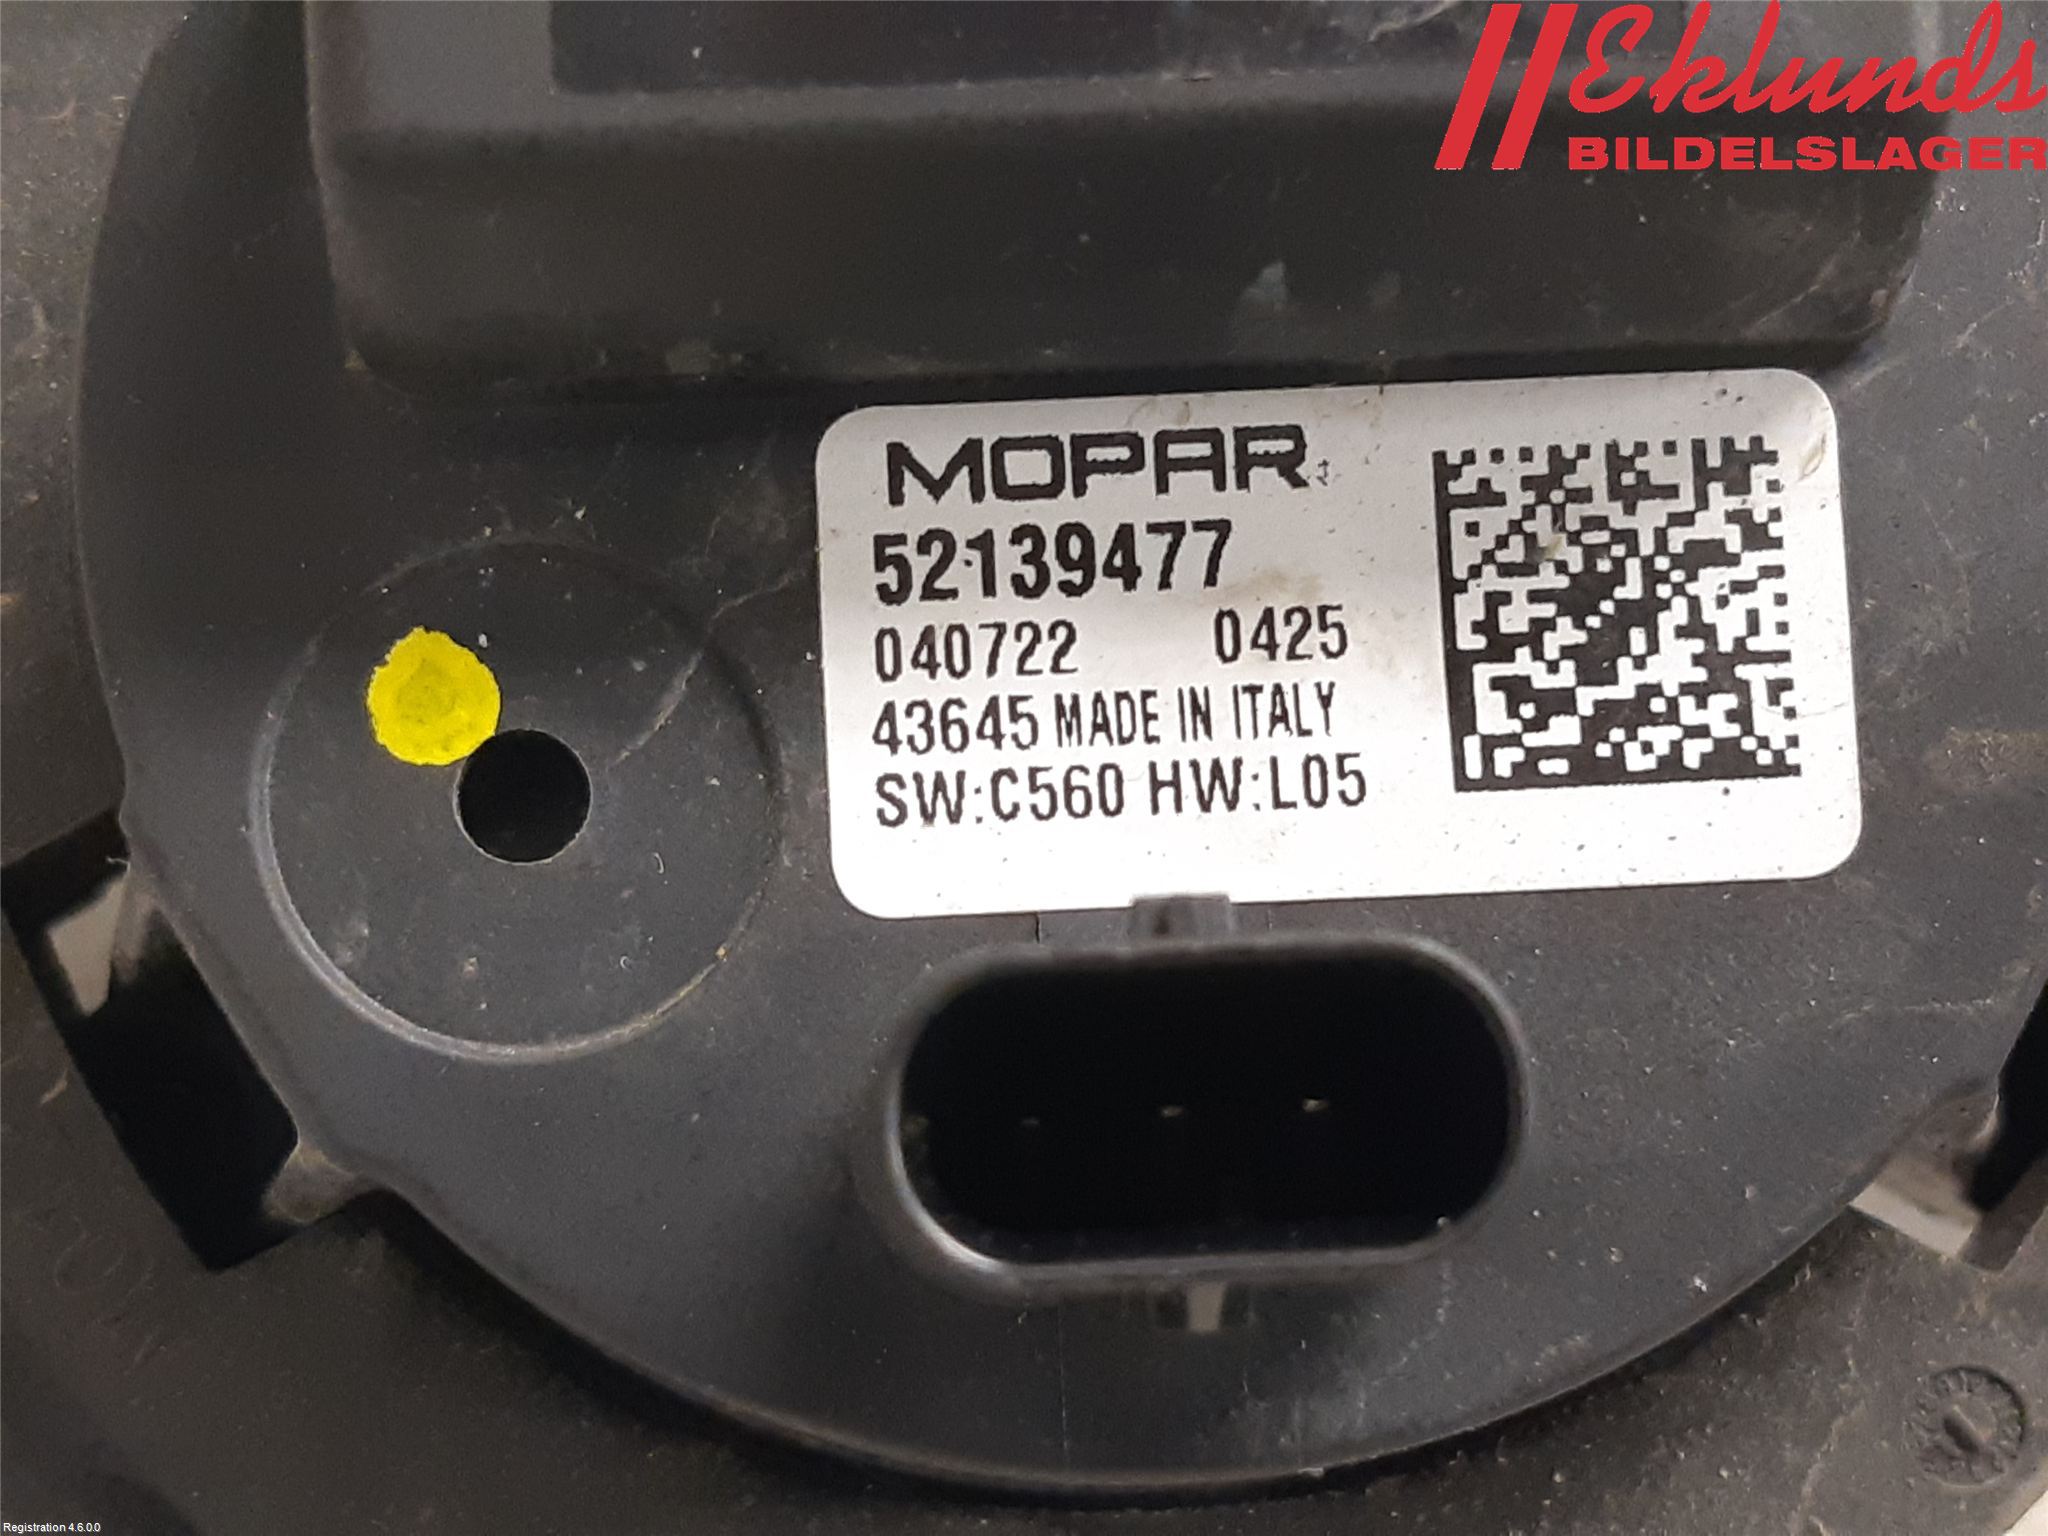 Eklunds
BILDELSLAGER
MOPAR
52139477
040722 0425
43645 MADE IN ITALY
SW:C560 HW:L05
Registration 4.6.0.0